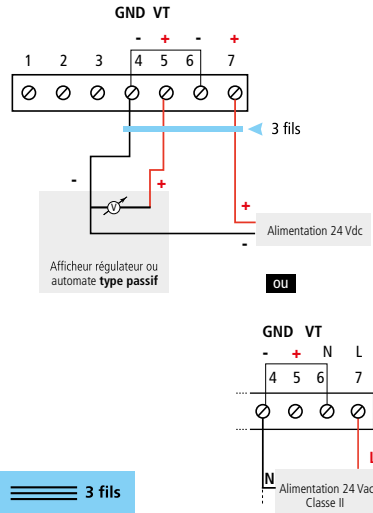 GND VT
- + - +
1 2 3 4 5 6 7
3 fils
-
+
V
+
Alimentation 24 Vdc
-
Afficheur régulateur ou
automate type passif
ou
GND VT
- + N L
4 5 6 7
L
N
Alimentation 24 Vac
Classe II
3 fils